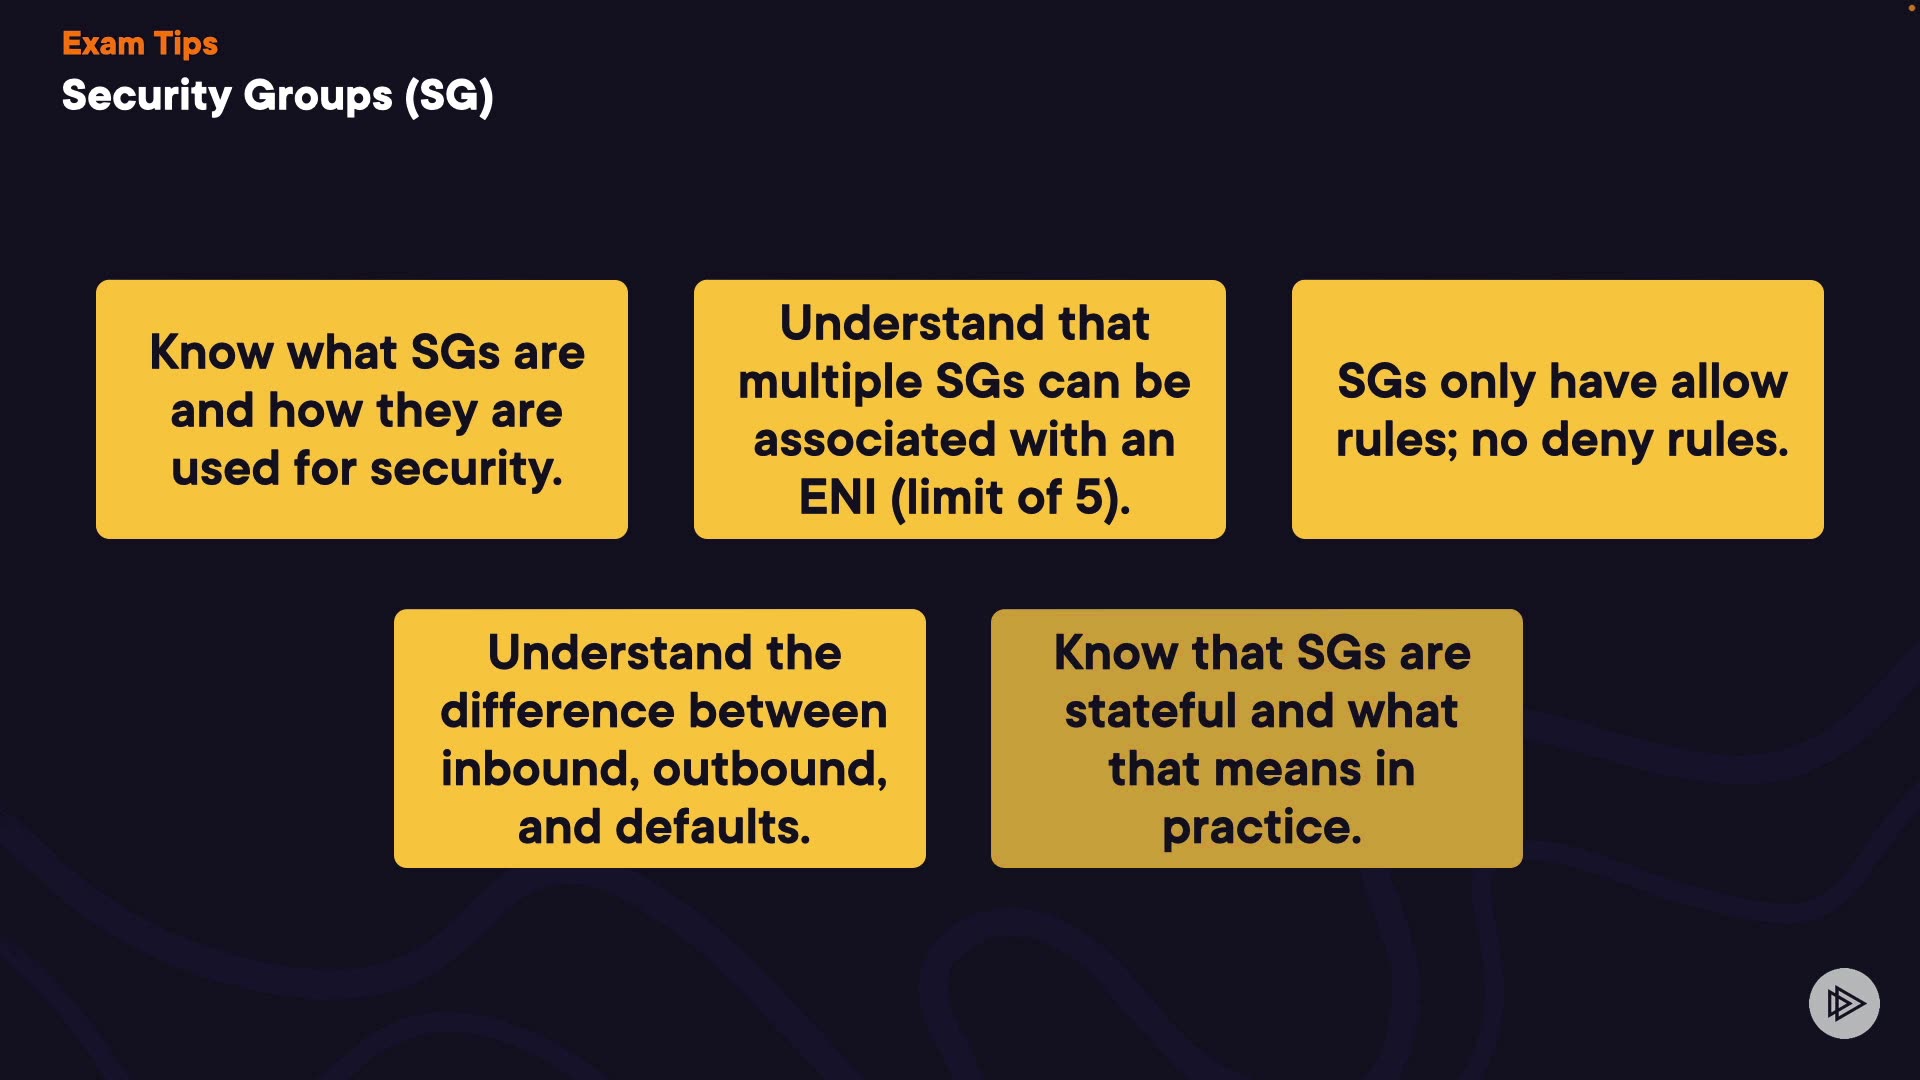 Exam Tips
Security Groups (SG)
Know what SGs are
and how they are
used for security.
Understand that
multiple SGs can be
associated with an
ENI (limit of 5).
SGs only have allow
rules; no deny rules.
Understand the
difference between
inbound, outbound,
and defaults.
Know that SGs are
stateful and what
that means in
practice.